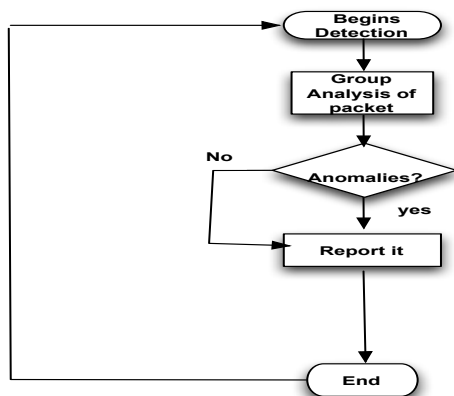 Begins
Detection
Group
Analysis of
packet
Anomalies?
No
yes
Report it
End